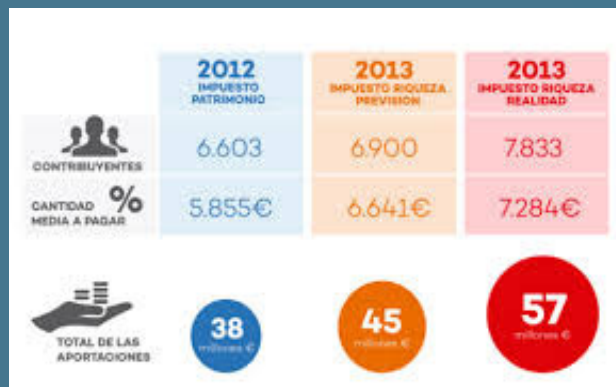 2012
IMPUESTO
PATRIMONIO
2013
IMPUESTO RIQUEZA
PREVISIÓN
2013
IMPUESTO RIQUEZA
REALIDAD
CONTRIBUYENTES
6.603
6.900
7.833
CANTIDAD %
MEDIA A PAGAR
5.855€
6.641€
7.284€
TOTAL DE LAS
APORTACIONES
38
millones €
45
millones €
57
millones €